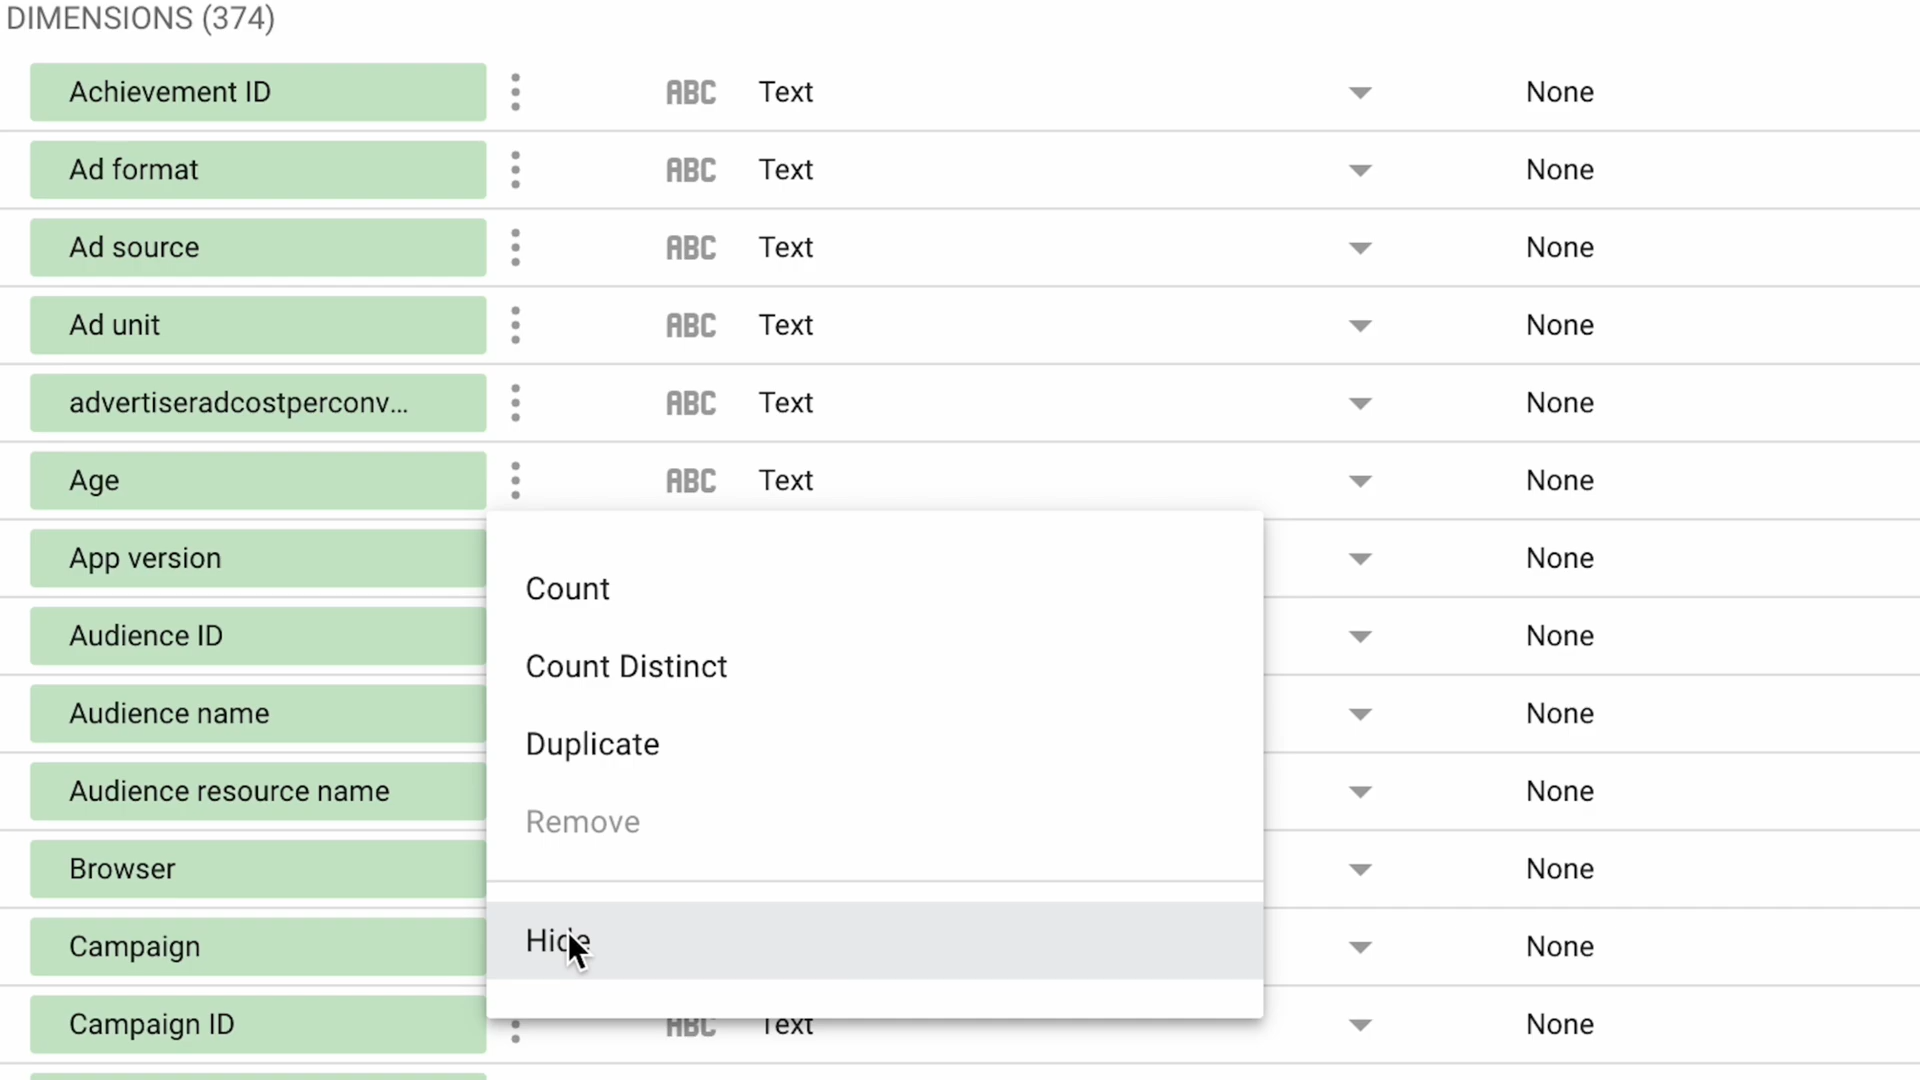 DIMENSIONS (374)
Achievement ID ABC Text None
Ad format ABC Text None
Ad source ABC Text None
Ad unit ABC Text None
advertiseradcostperconv... ABC Text None
Age ABC Text None
App version None
Count
Audience ID None
Count Distinct
Audience name None
Duplicate
Audience resource name None
Remove
Browser None
Hide
Campaign None
Campaign ID ABC Text None